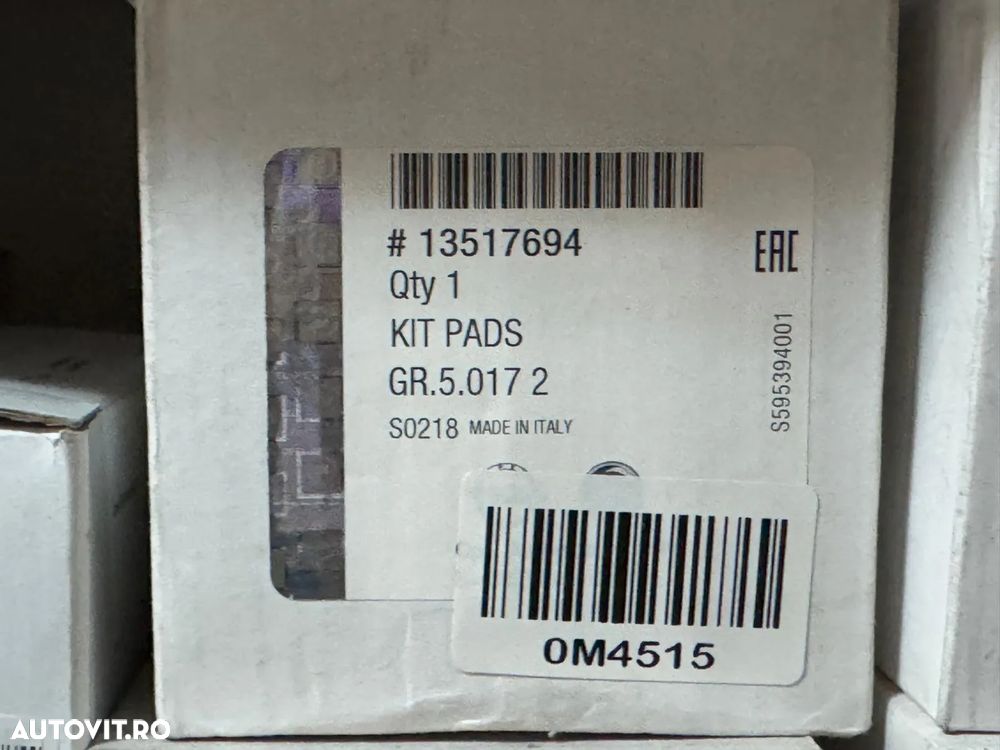 # 13517694
Qty 1
KIT PADS
GR.5.017 2
S0218 MADE IN ITALY
EAC
S595394001
0M4515
AUTOVIT.RO